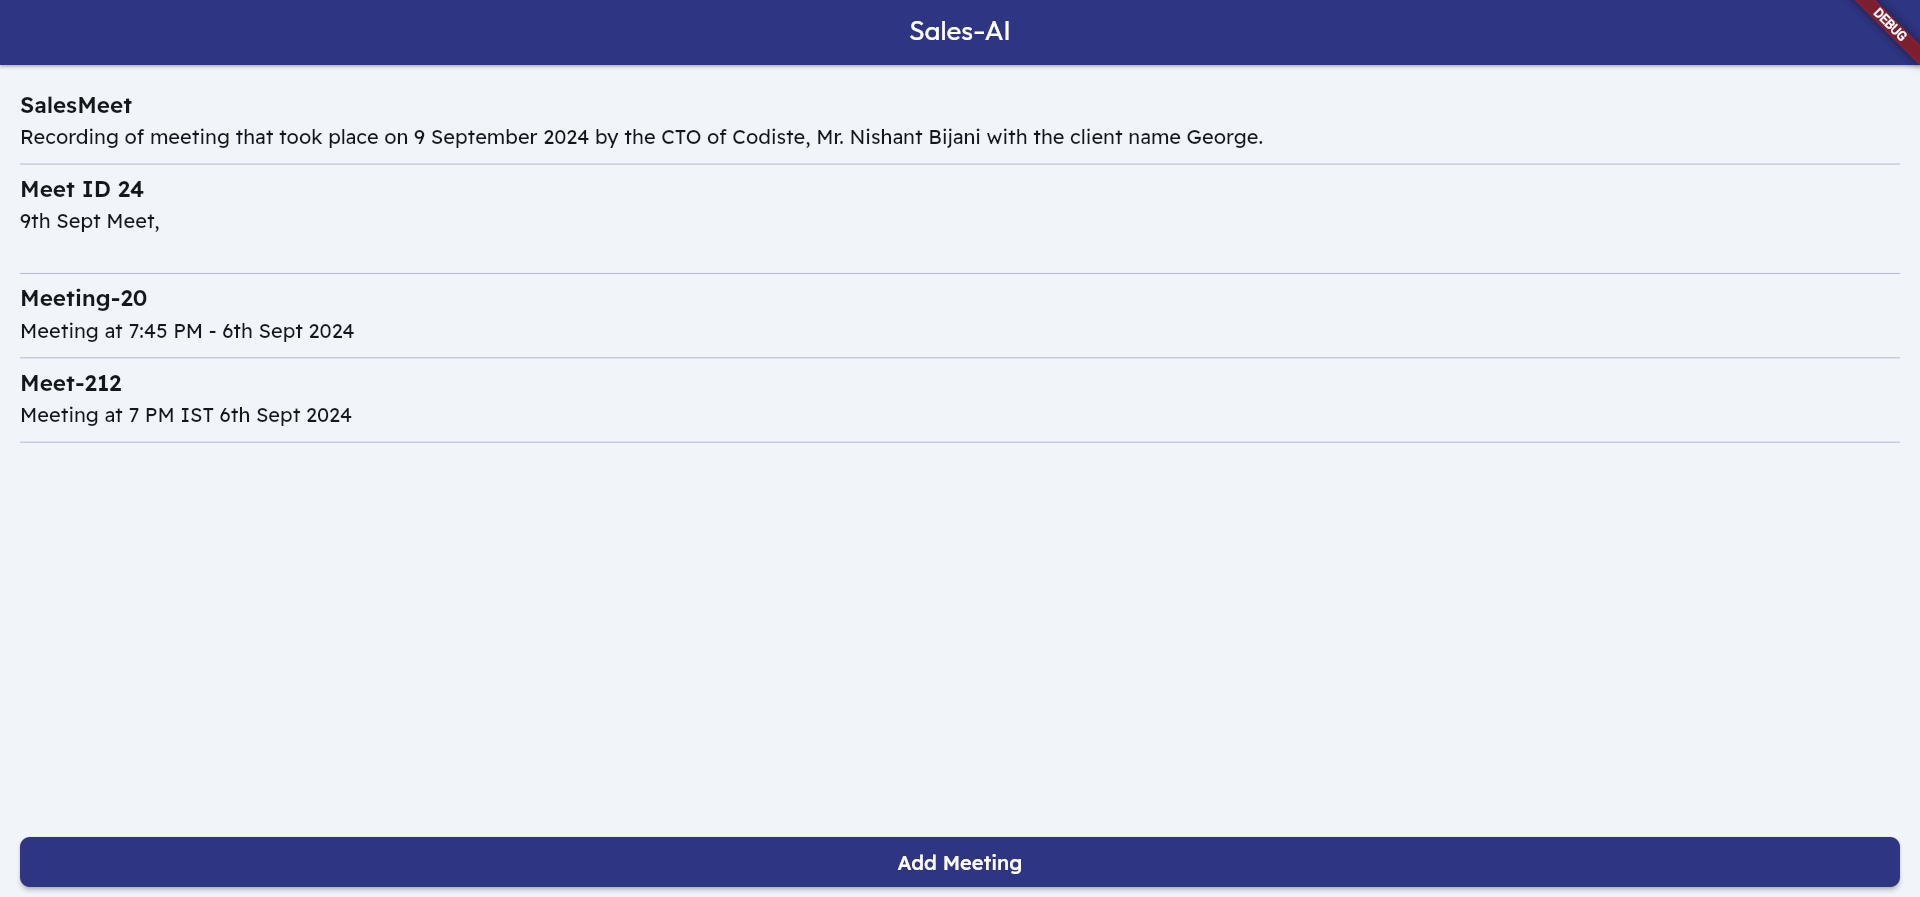 Sales-AI
DEBUG
SalesMeet
Recording of meeting that took place on 9 September 2024 by the CTO of Codiste, Mr. Nishant Bijani with the client name George.
Meet ID 24
9th Sept Meet,
Meeting-20
Meeting at 7:45 PM - 6th Sept 2024
Meet-212
Meeting at 7 PM IST 6th Sept 2024
Add Meeting